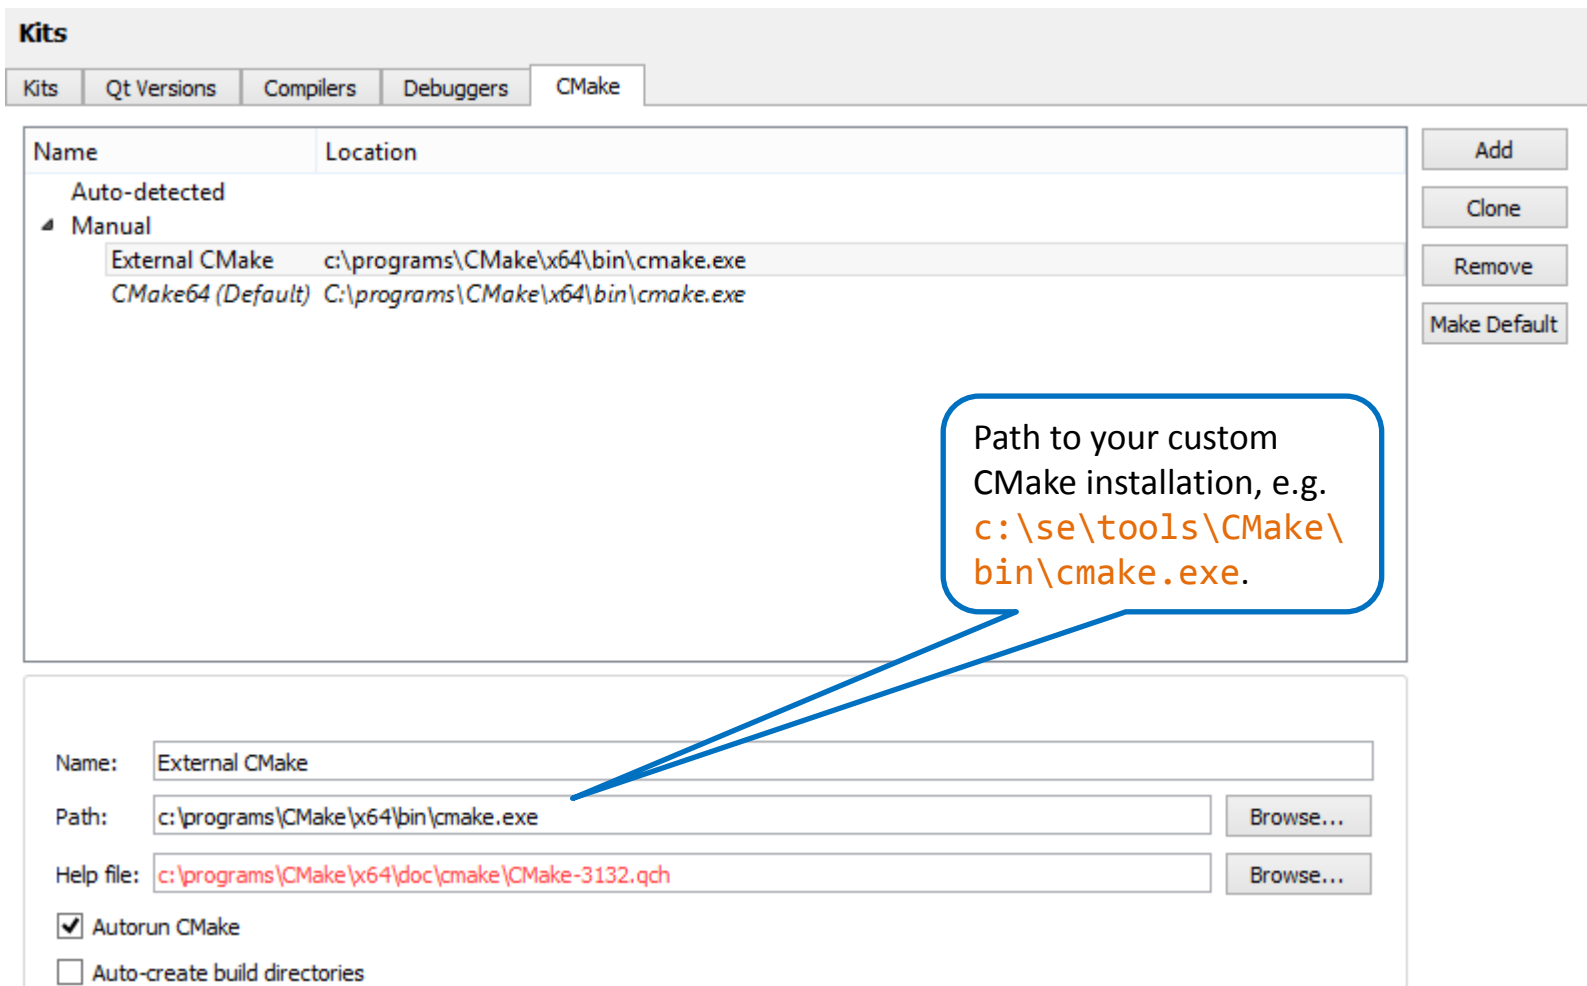 Kits
Kits Qt Versions Compilers Debuggers CMake
Name Location
Auto-detected
Manual
External CMake c:\programs\CMake\x64\bin\cmake.exe
CMake64 (Default) C:\programs\CMake\x64\bin\cmake.exe
Add
Clone
Remove
Make Default
Path to your custom
CMake installation, e.g.
c:\se\tools\CMake\
bin\cmake.exe.
Name: External CMake
Path: c:\programs\CMake\x64\bin\cmake.exe Browse...
Help file: c:\programs\CMake\x64\doc\cmake\CMake-3132.qch Browse...
Autorun CMake
Auto-create build directories